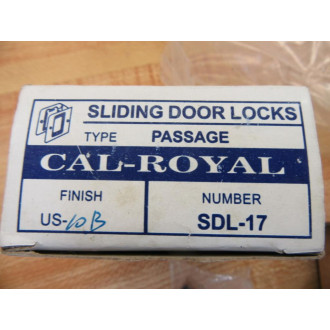 SLIDING DOOR LOCKS
TYPE PASSAGE
CAL-ROYAL
FINISH NUMBER
US-10B SDL-17